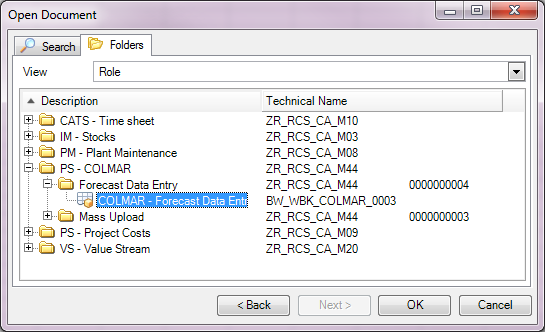 Open Document
Search Folders
View Role
Description Technical Name
CATS - Time sheet ZR_RCS_CA_M10
IM - Stocks ZR_RCS_CA_M03
PM - Plant Maintenance ZR_RCS_CA_M08
PS - COLMAR ZR_RCS_CA_M44
Forecast Data Entry ZR_RCS_CA_M44 0000000004
COLMAR - Forecast Data Ent BW_WBK_COLMAR_0003
Mass Upload ZR_RCS_CA_M44 0000000003
PS - Project Costs ZR_RCS_CA_M09
VS - Value Stream ZR_RCS_CA_M20
< Back Next > OK Cancel